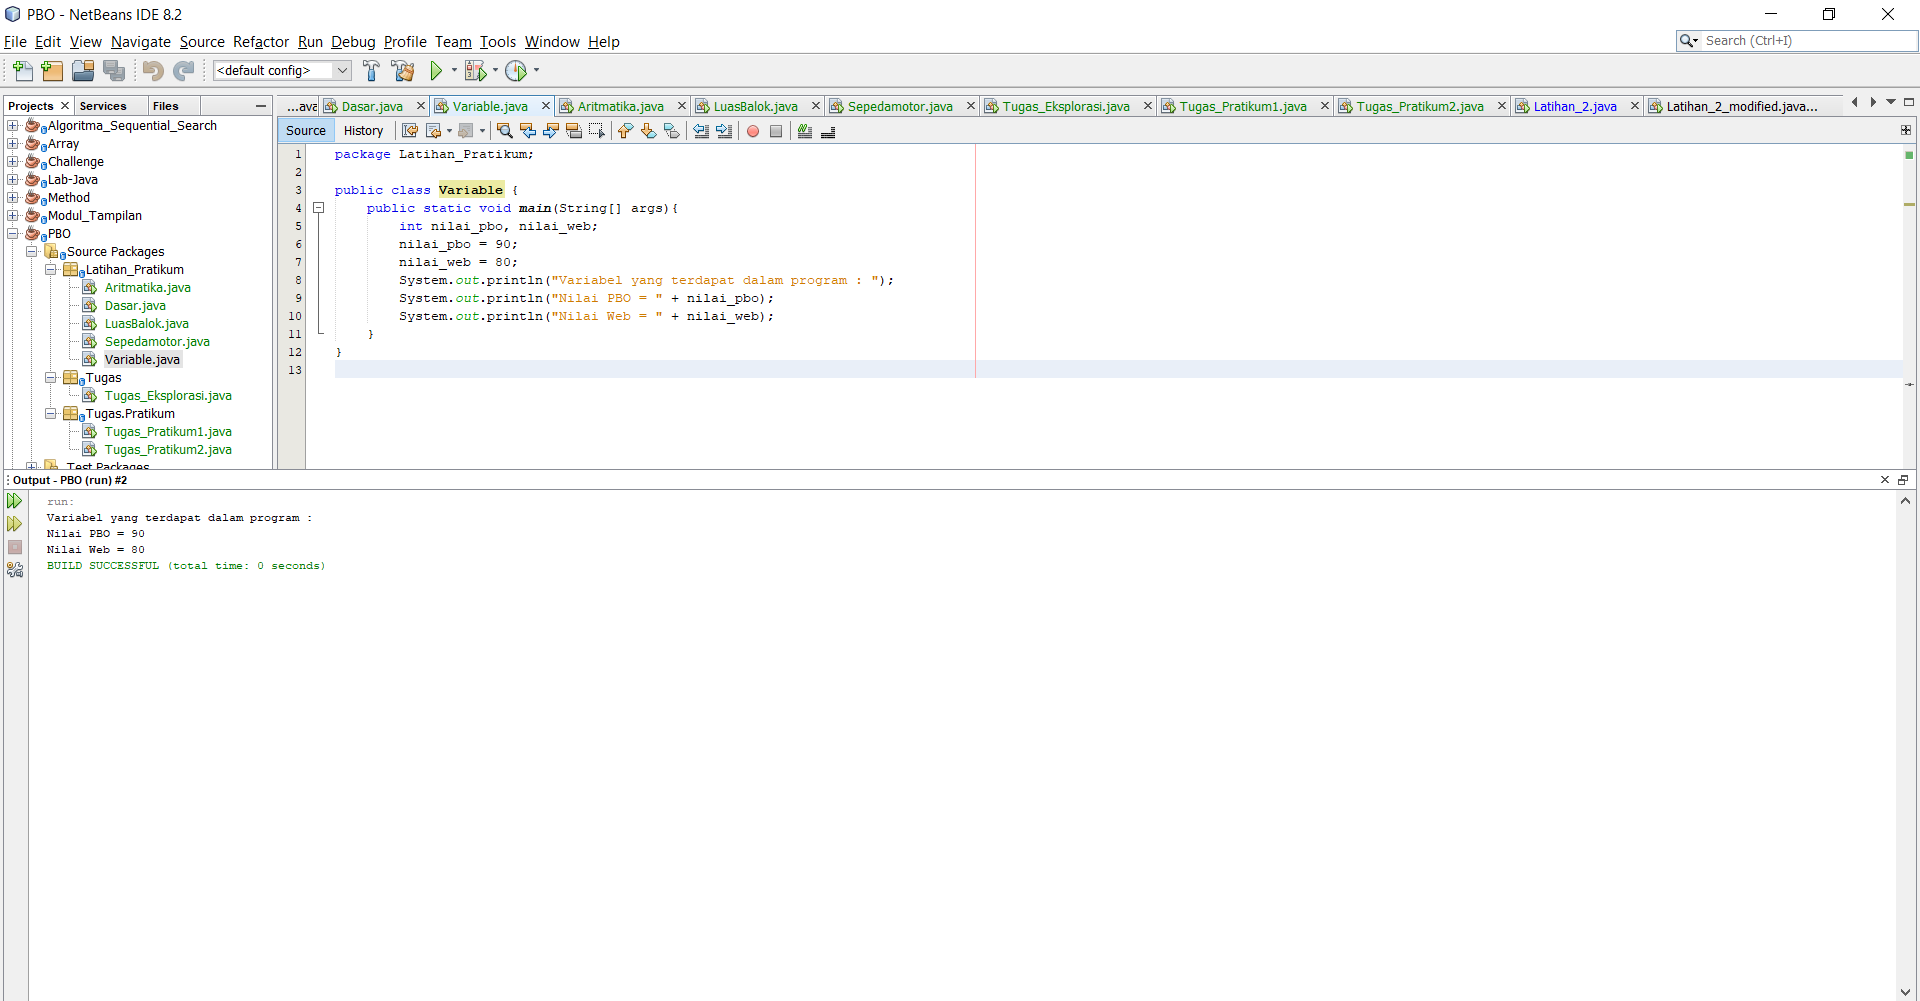 PBO - NetBeans IDE 8.2
File Edit View Navigate Source Refactor Run Debug Profile Team Tools Window Help
Search (Ctrl+I)
<default config>
Projects Services Files
...ava Dasar.java Variable.java Aritmatika.java LuasBalok.java Sepedamotor.java Tugas_Eksplorasi.java Tugas_Pratikum1.java Tugas_Pratikum2.java Latihan_2.java Latihan_2_modified.java...
Algoritma_Sequential_Search
Array
Challenge
Lab-Java
Method
Modul_Tampilan
PBO
Source Packages
Latihan_Pratikum
Aritmatika.java
Dasar.java
LuasBalok.java
Sepedamotor.java
Variable.java
Tugas
Tugas_Eksplorasi.java
Tugas.Pratikum
Tugas_Pratikum1.java
Tugas_Pratikum2.java
Test Packages
Source History
1 package Latihan_Pratikum;
2
3 public class Variable {
4 public static void main(String[] args){
5 int nilai_pbo, nilai_web;
6 nilai_pbo = 90;
7 nilai_web = 80;
8 System.out.println("Variabel yang terdapat dalam program : ");
9 System.out.println("Nilai PBO = " + nilai_pbo);
10 System.out.println("Nilai Web = " + nilai_web);
11 }
12 }
13
Output - PBO (run) #2
run:
Variabel yang terdapat dalam program :
Nilai PBO = 90
Nilai Web = 80
BUILD SUCCESSFUL (total time: 0 seconds)